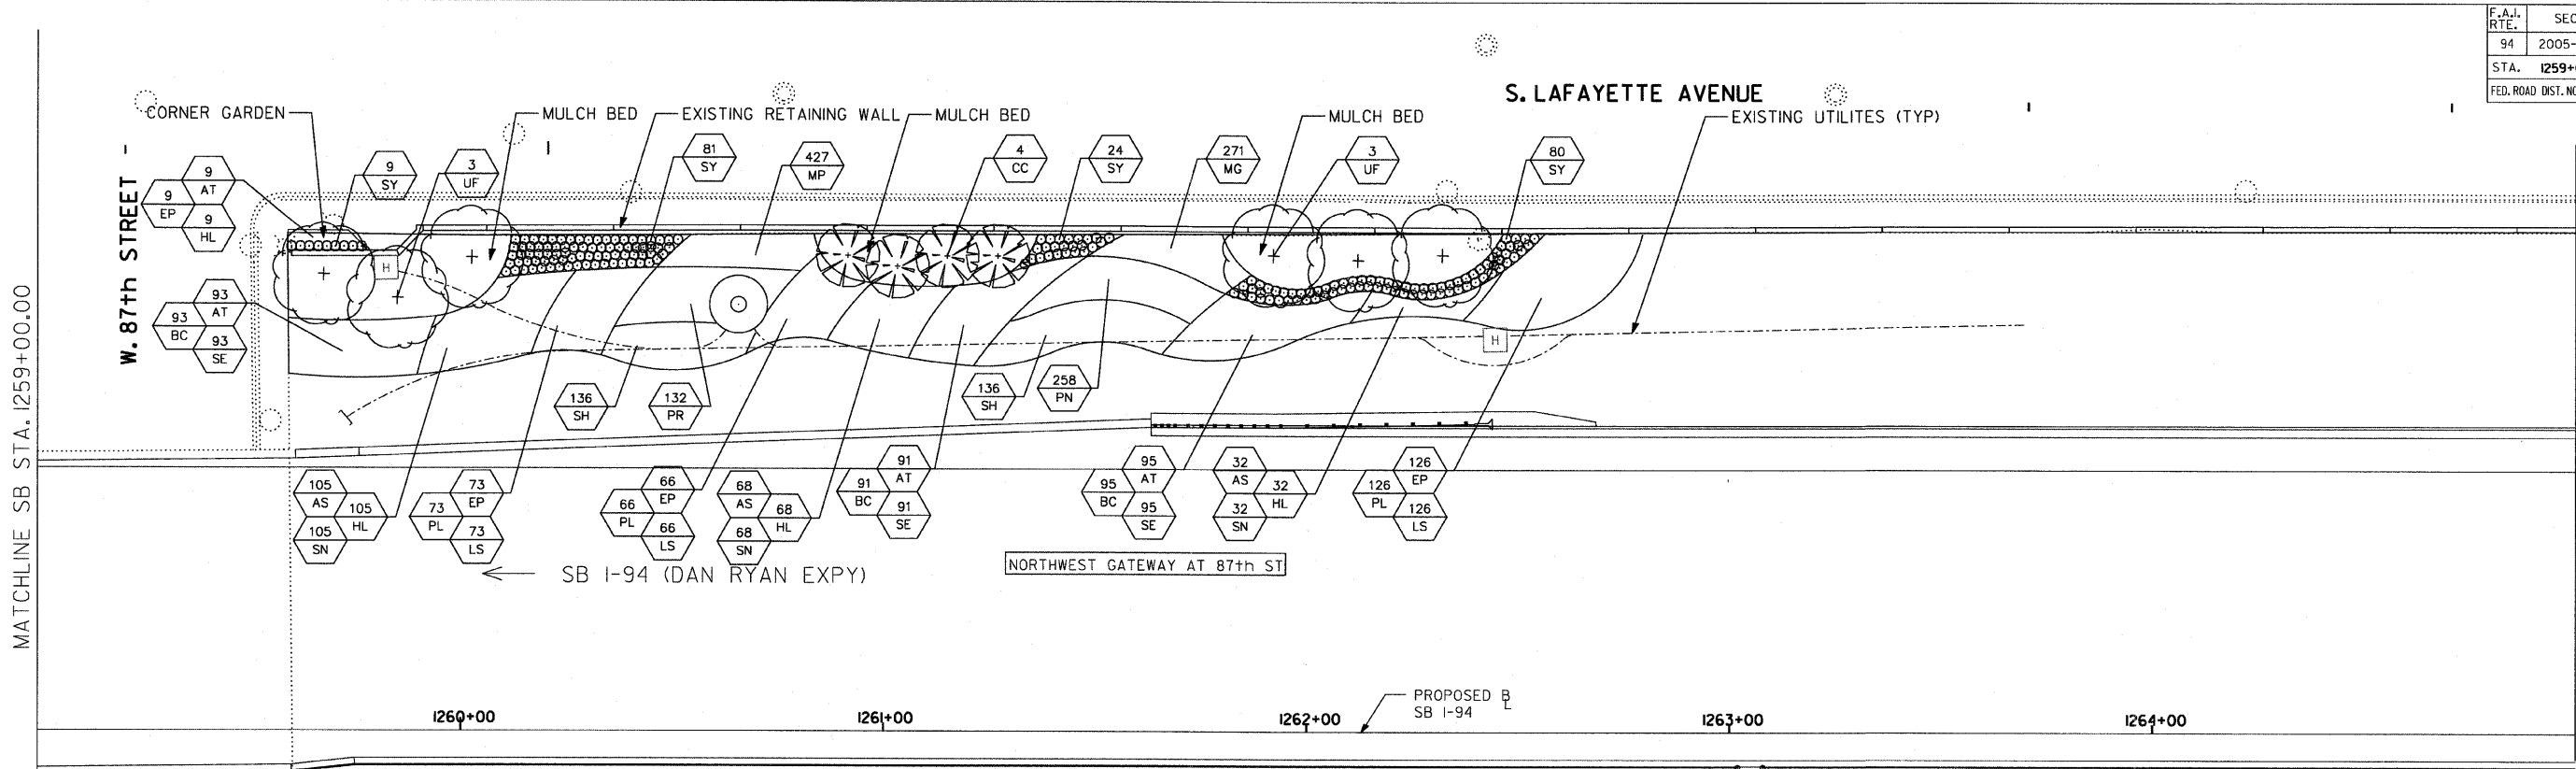 F.A.I. RTE.
SEC
94
2005-
STA. 1259+
FED. ROAD DIST. NO
S. LAFAYETTE AVENUE
CORNER GARDEN
MULCH BED
EXISTING RETAINING WALL
MULCH BED
MULCH BED
EXISTING UTILITES (TYP)
W. 87th STREET
9 AT
9 EP
9 HL
9 SY
3 UF
81 SY
427 MP
4 CC
24 SY
271 MG
3 UF
80 SY
H
93 AT
93 BC
93 SE
H
136 SH
132 PR
136 SH
258 PN
105 AS
105 HL
105 SN
73 EP
73 PL
73 LS
66 EP
66 PL
66 LS
68 AS
68 HL
68 SN
91 AT
91 BC
91 SE
95 AT
95 BC
95 SE
32 AS
32 HL
32 SN
126 EP
126 PL
126 LS
NORTHWEST GATEWAY AT 87th ST
SB I-94 (DAN RYAN EXPY)
MATCHLINE SB STA. 1259+00.00
PROPOSED BL
SB I-94
1260+00
1261+00
1262+00
1263+00
1264+00